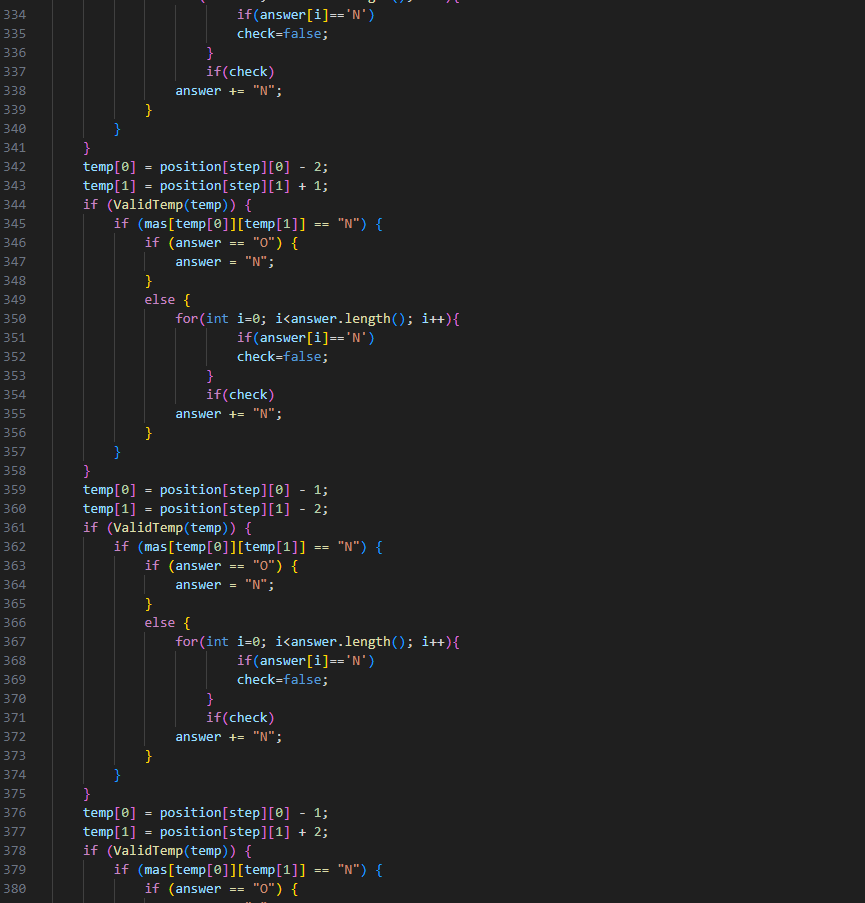 334 if(answer[i]=='N')
335 check=false;
336 }
337 if(check)
338 answer += "N";
339 }
340 }
341 }
342 temp[0] = position[step][0] - 2;
343 temp[1] = position[step][1] + 1;
344 if (ValidTemp(temp)) {
345 if (mas[temp[0]][temp[1]] == "N") {
346 if (answer == "O") {
347 answer = "N";
348 }
349 else {
350 for(int i=0; i<answer.length(); i++){
351 if(answer[i]=='N')
352 check=false;
353 }
354 if(check)
355 answer += "N";
356 }
357 }
358 }
359 temp[0] = position[step][0] - 1;
360 temp[1] = position[step][1] - 2;
361 if (ValidTemp(temp)) {
362 if (mas[temp[0]][temp[1]] == "N") {
363 if (answer == "O") {
364 answer = "N";
365 }
366 else {
367 for(int i=0; i<answer.length(); i++){
368 if(answer[i]=='N')
369 check=false;
370 }
371 if(check)
372 answer += "N";
373 }
374 }
375 }
376 temp[0] = position[step][0] - 1;
377 temp[1] = position[step][1] + 2;
378 if (ValidTemp(temp)) {
379 if (mas[temp[0]][temp[1]] == "N") {
380 if (answer == "O") {